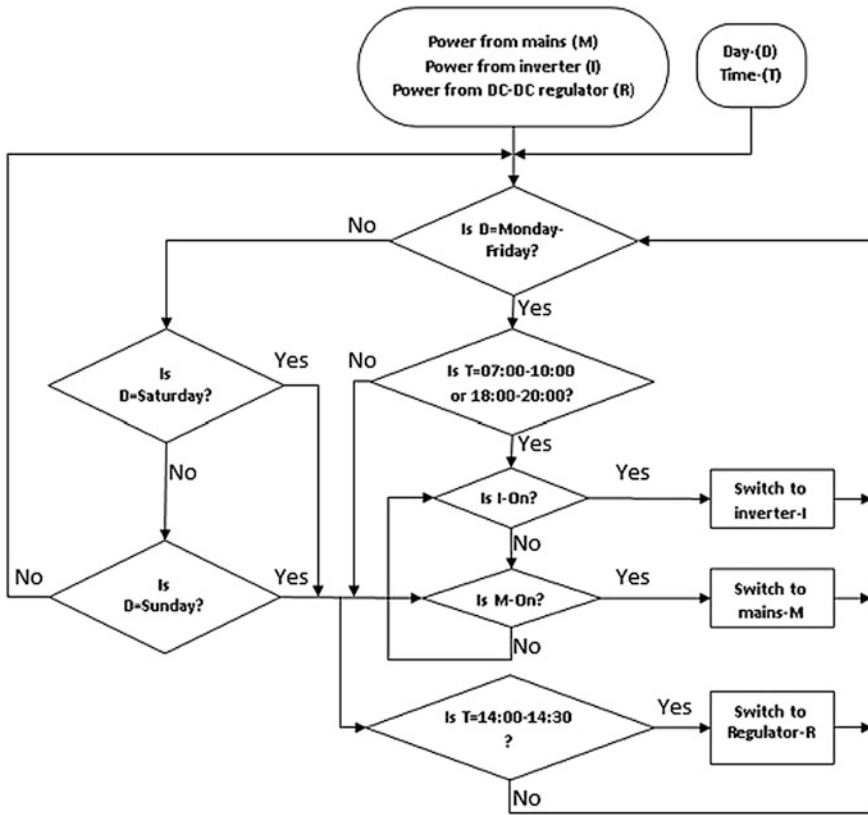 Power from mains (M)
Power from inverter (I)
Power from DC-DC regulator (R)
Day-(D)
Time-(T)
No
Is D=Monday-
Friday?
Yes
Is
D=Saturday?
Yes
No
Is T=07:00-10:00
or 18:00-20:00?
Yes
No
Is I-On?
Yes
Switch to
inverter-I
No
No
Is
D=Sunday?
Yes
Is M-On?
Yes
Switch to
mains-M
No
Is T=14:00-14:30
?
Yes
Switch to
Regulator-R
No